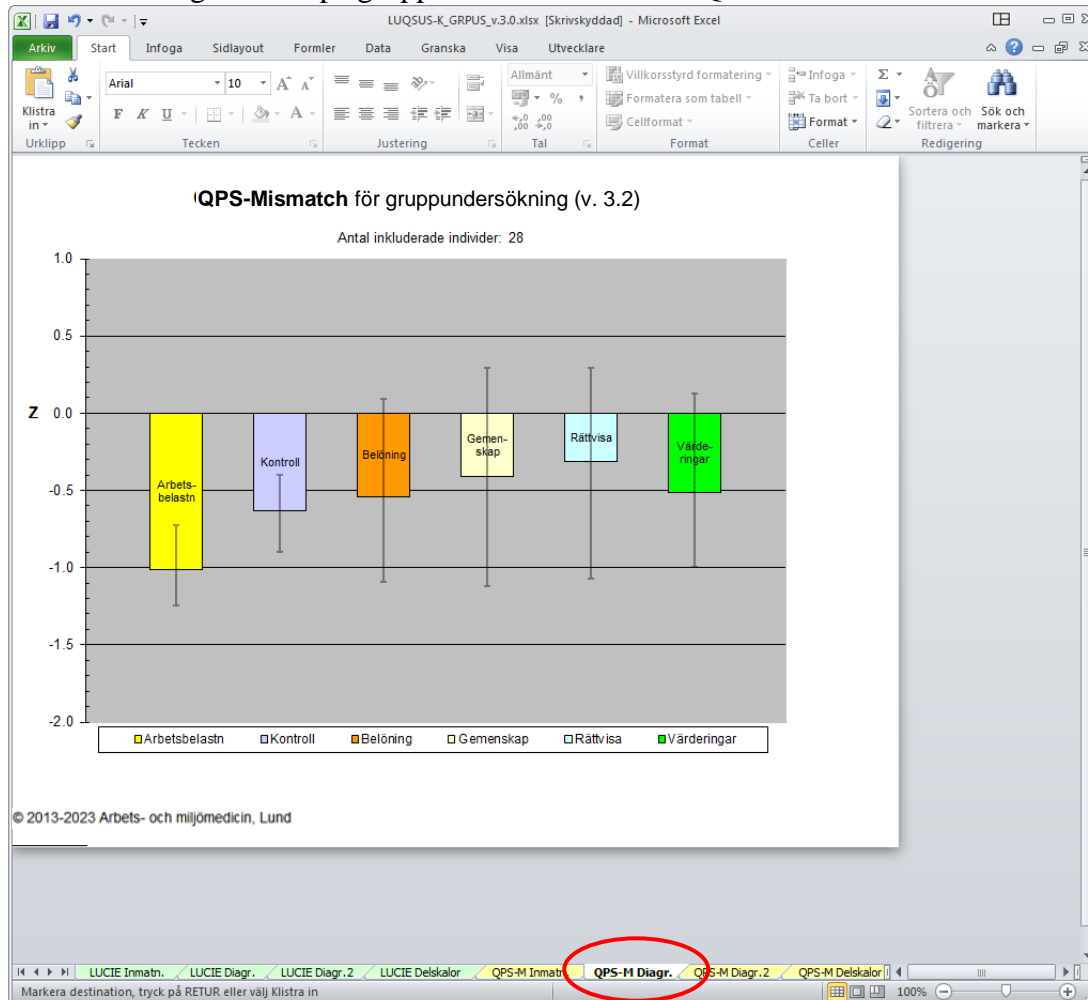 LUQSUS-K_GRPUS_v.3.0.xlsx [Skrivskyddad] - Microsoft Excel
Arkiv Start Infoga Sidlayout Formler Data Granska Visa Utvecklare
Klistra in
Urklipp
Arial 10
F K U
Tecken
Justering
Allmänt
Tal
Villkorsstyrd formatering
Formatera som tabell
Cellformat
Format
Infoga
Ta bort
Format
Celler
Sortera och filtrera
Sök och markera
Redigering
QPS-Mismatch för gruppundersökning (v. 3.2)
Antal inkluderade individer: 28
1.0
0.5
Z 0.0
-0.5
-1.0
-1.5
-2.0
Arbets-
belastn
Kontroll
Belöning
Gemen-
skap
Rättvisa
Värde-
ringar
Arbetsbelastn Kontroll Belöning Gemenskap Rättvisa Värderingar
© 2013-2023 Arbets- och miljömedicin, Lund
LUCIE Inmatn. LUCIE Diagr. LUCIE Diagr.2 LUCIE Delskalor QPS-M Inmatn. QPS-M Diagr. QPS-M Diagr.2 QPS-M Delskalor
Markera destination, tryck på RETUR eller välj Klistra in 100%